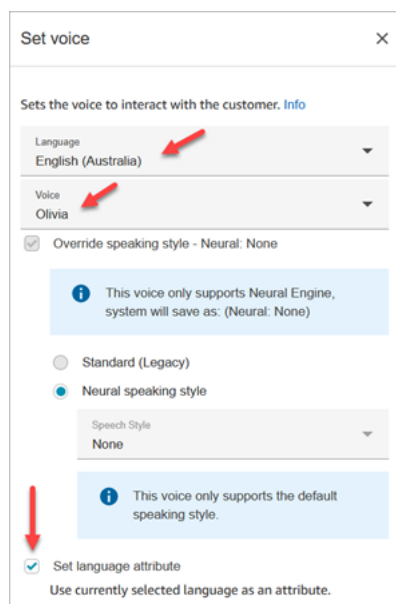 Set voice
Sets the voice to interact with the customer. Info
Language
English (Australia)
Voice
Olivia
Override speaking style - Neural: None
This voice only supports Neural Engine,
system will save as: (Neural: None)
Standard (Legacy)
Neural speaking style
Speech Style
None
This voice only supports the default
speaking style.
Set language attribute
Use currently selected language as an attribute.